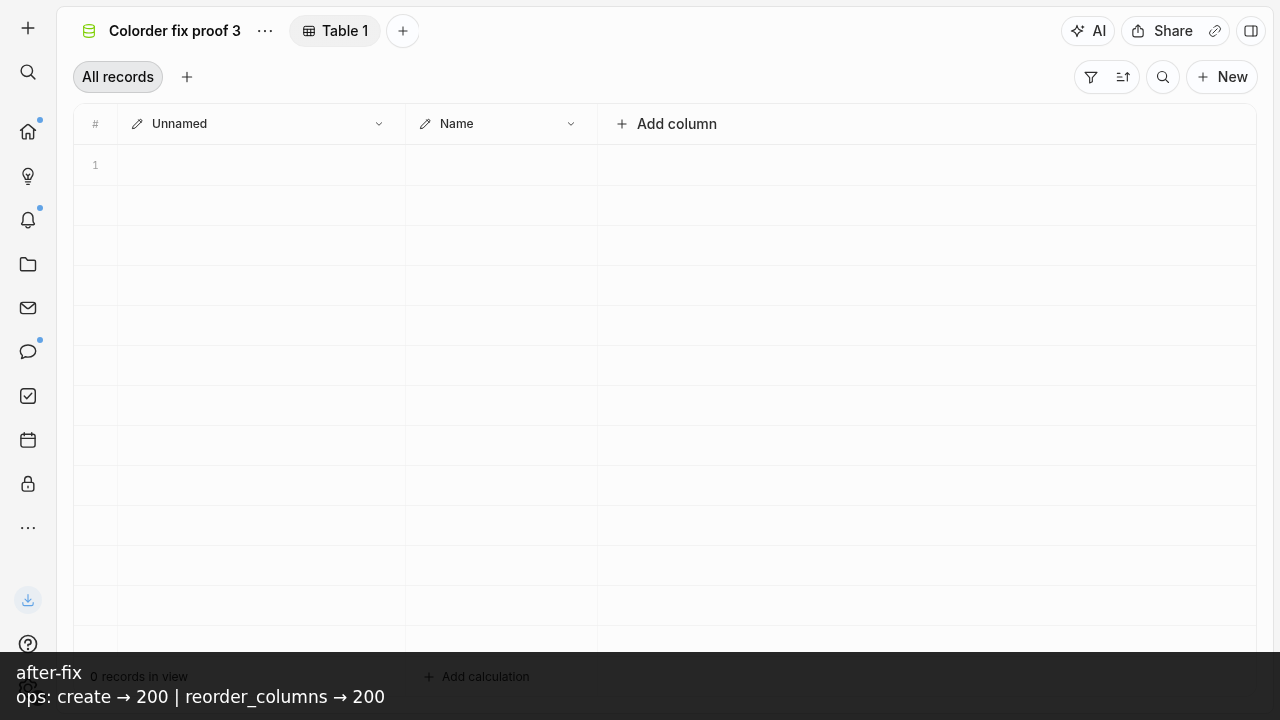 Colorder fix proof 3
Table 1
AI
Share
All records
New
#
Unnamed
Name
Add column
1
0 records in view
Add calculation
after-fix
ops: create → 200 | reorder_columns → 200